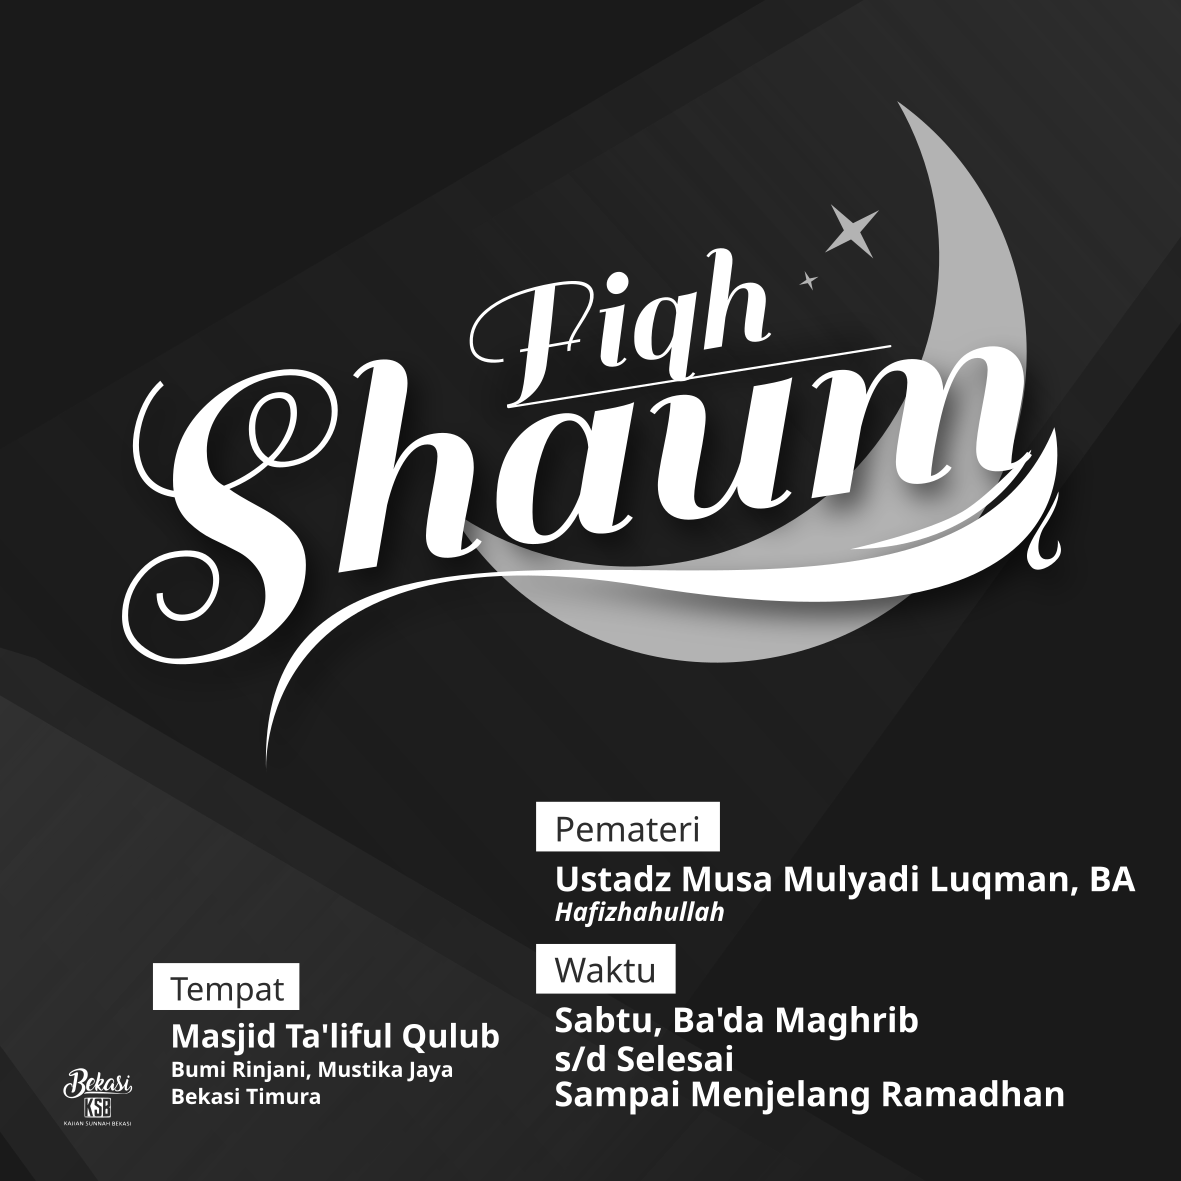 Fiqh
Shaum
Pemateri
Ustadz Musa Mulyadi Luqman, BA
Hafizhahullah
Waktu
Sabtu, Ba'da Maghrib
s/d Selesai
Sampai Menjelang Ramadhan
Tempat
Masjid Ta'liful Qulub
Bumi Rinjani, Mustika Jaya
Bekasi Timura
Bekasi
KSB
KAJIAN SUNNAH BEKASI